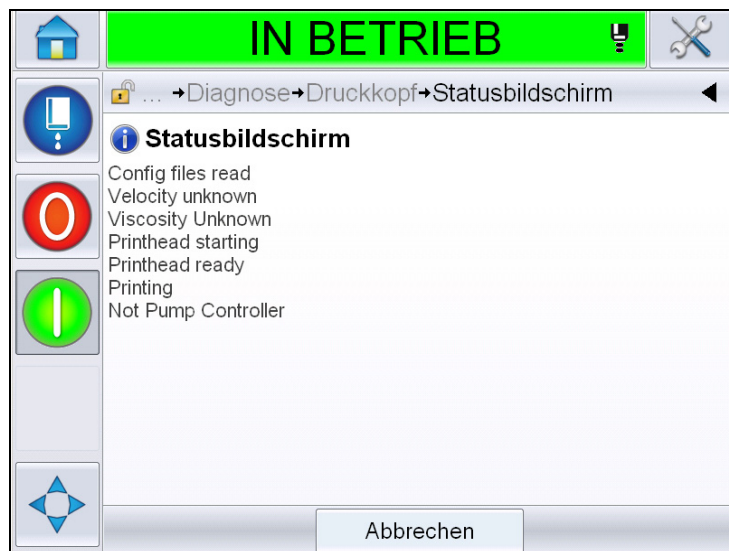 IN BETRIEB
... →Diagnose→Druckkopf→Statusbildschirm
Statusbildschirm
Config files read
Velocity unknown
Viscosity Unknown
Printhead starting
Printhead ready
Printing
Not Pump Controller
Abbrechen